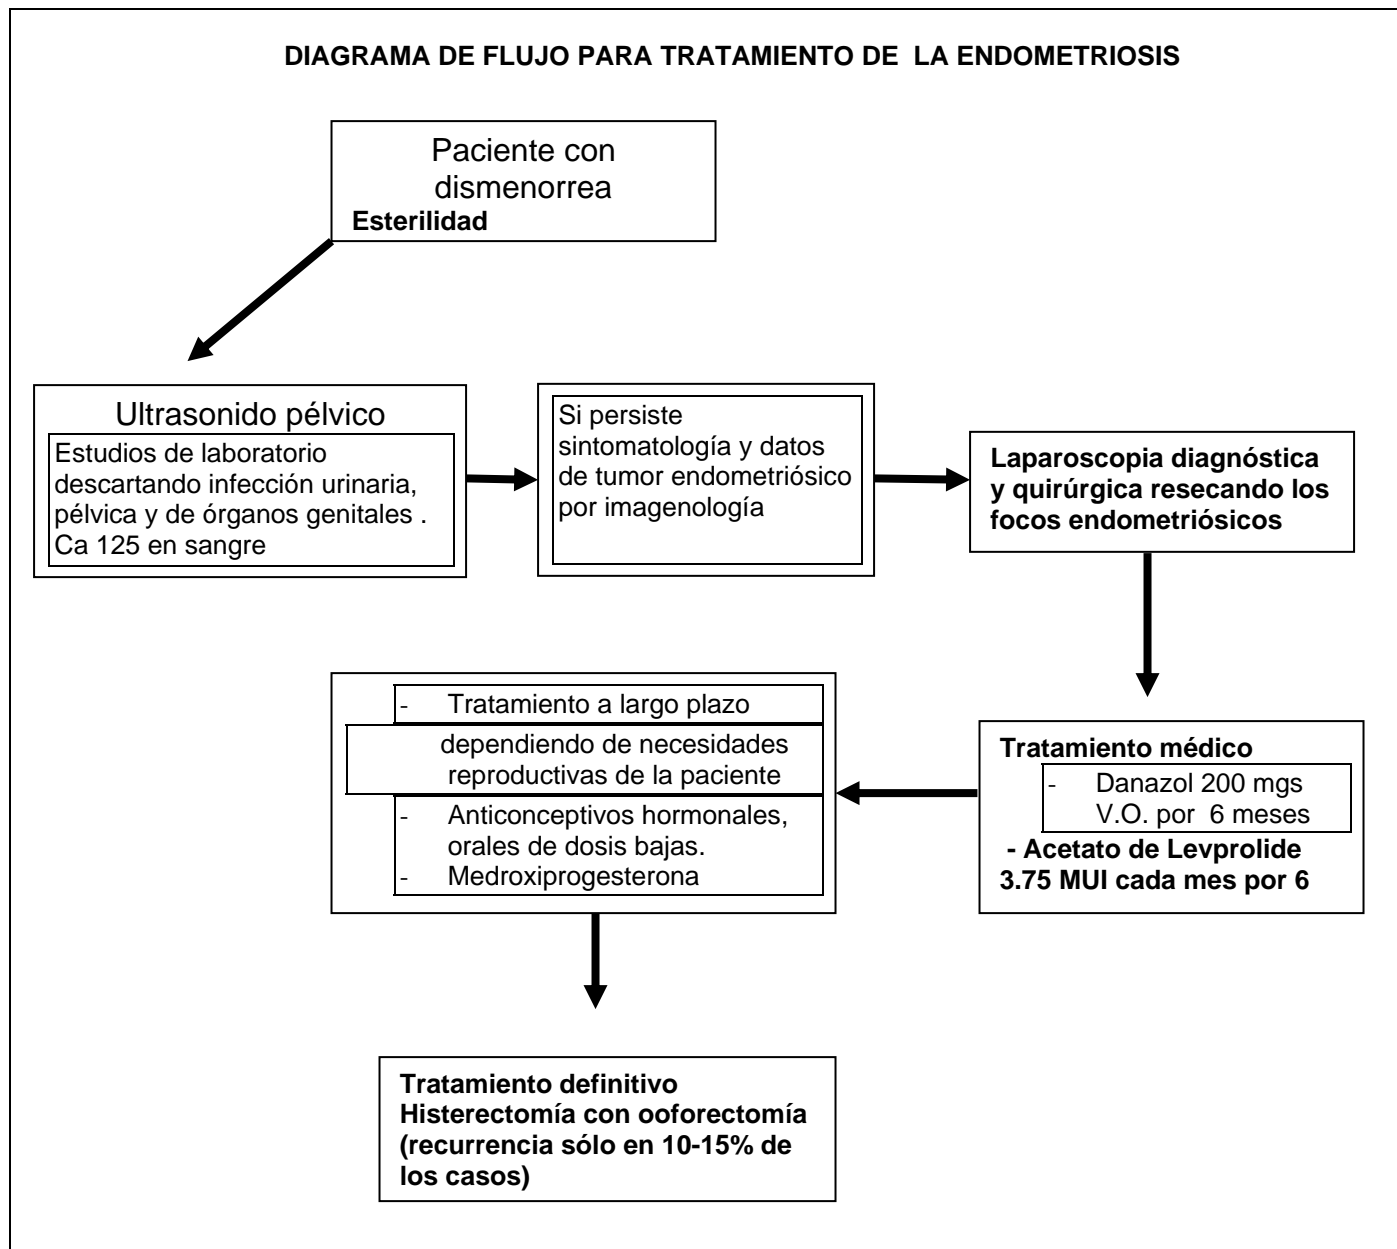 DIAGRAMA DE FLUJO PARA TRATAMIENTO DE LA ENDOMETRIOSIS
Paciente con
dismenorrea
Esterilidad
Ultrasonido pélvico
Estudios de laboratorio
descartando infección urinaria,
pélvica y de órganos genitales .
Ca 125 en sangre
Si persiste
sintomatología y datos
de tumor endometriósico
por imagenología
Laparoscopia diagnóstica
y quirúrgica resecando los
focos endometriósicos
Tratamiento médico
- Danazol 200 mgs
V.O. por 6 meses
- Acetato de Levprolide
3.75 MUI cada mes por 6
- Tratamiento a largo plazo
dependiendo de necesidades
reproductivas de la paciente
- Anticonceptivos hormonales,
orales de dosis bajas.
- Medroxiprogesterona
Tratamiento definitivo
Histerectomía con ooforectomía
(recurrencia sólo en 10-15% de
los casos)